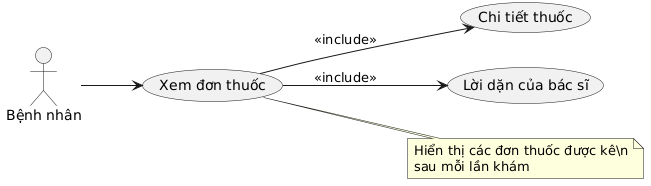 Chi tiết thuốc
«include»
Bệnh nhân
Xem đơn thuốc
«include»
Lời dặn của bác sĩ
Hiển thị các đơn thuốc được kê\n
sau mỗi lần khám